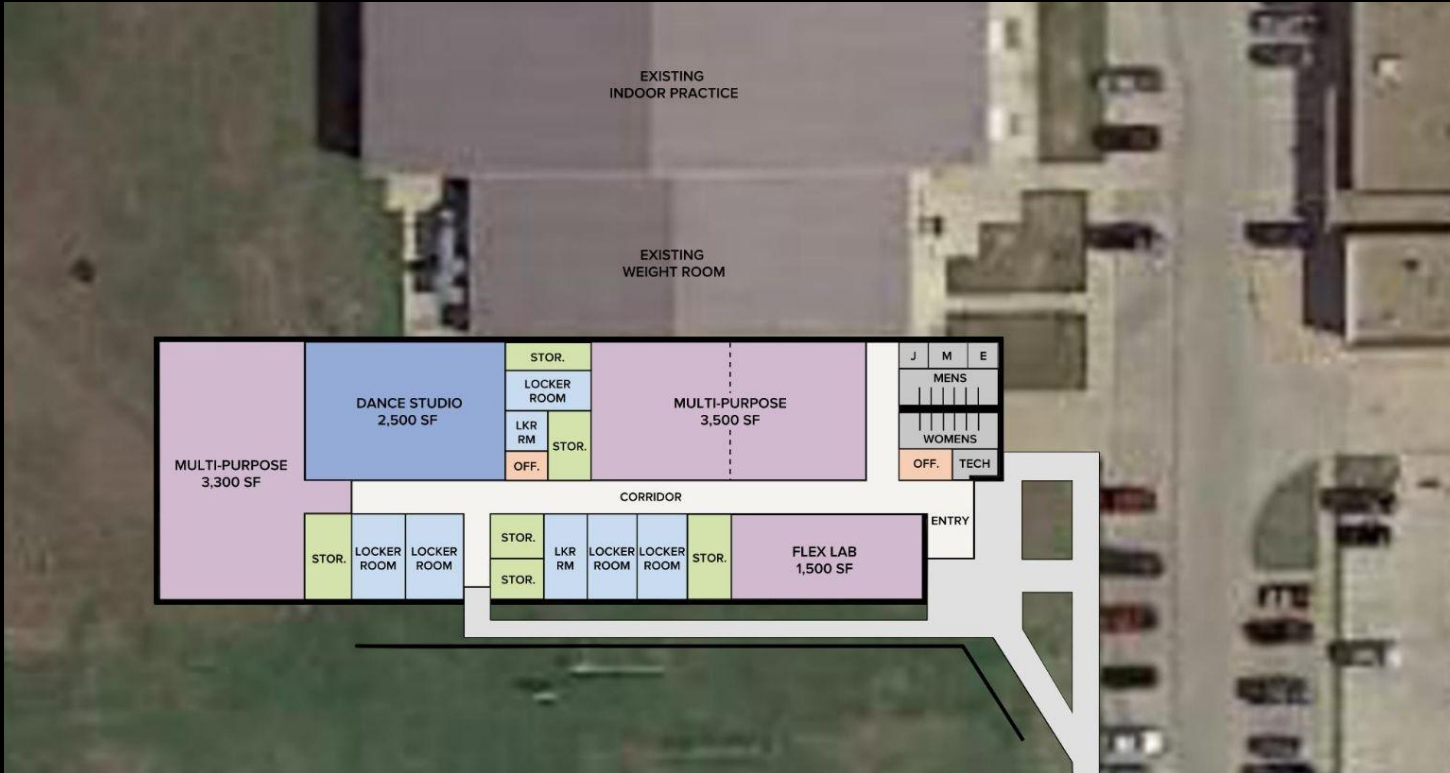 EXISTING
INDOOR PRACTICE
EXISTING
WEIGHT ROOM
STOR.
J
M
E
MENS
LOCKER
ROOM
DANCE STUDIO
2,500 SF
MULTI-PURPOSE
3,500 SF
LKR
RM
STOR.
WOMENS
OFF.
OFF.
TECH
MULTI-PURPOSE
3,300 SF
CORRIDOR
ENTRY
STOR.
LOCKER
ROOM
LOCKER
ROOM
STOR.
STOR.
LKR
RM
LOCKER
ROOM
LOCKER
ROOM
STOR.
FLEX LAB
1,500 SF